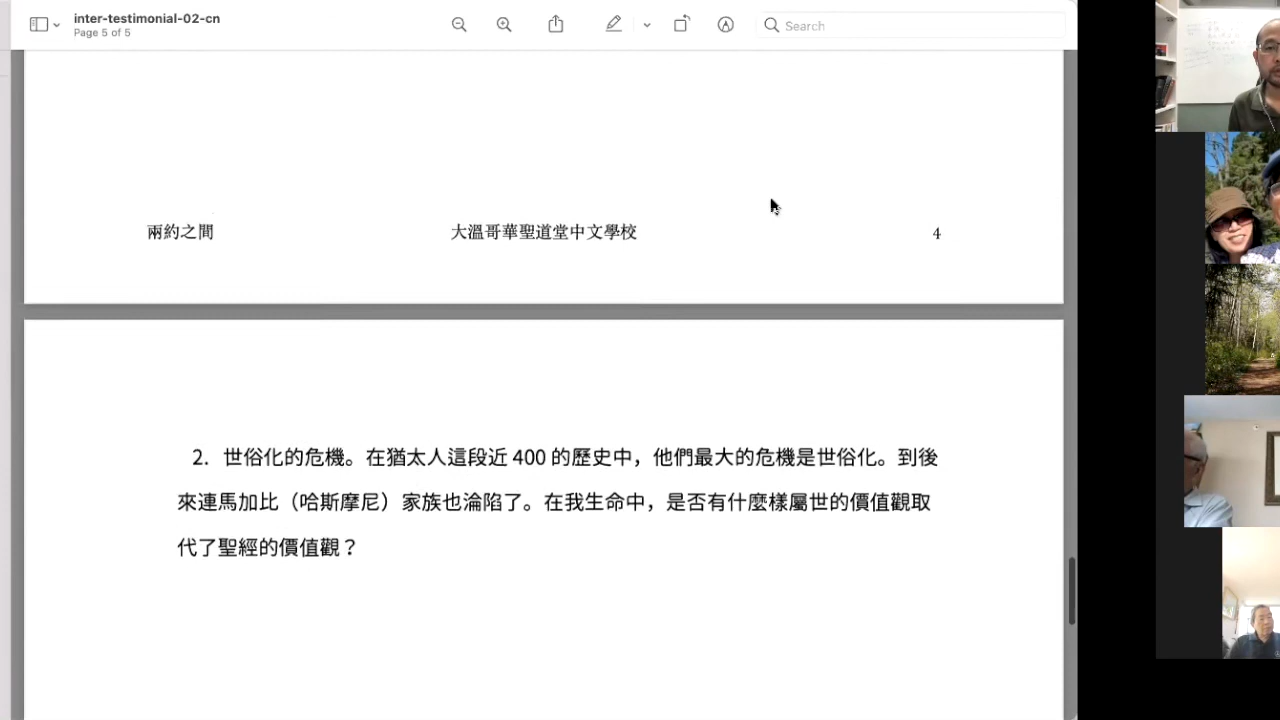 inter-testimonial-02-cn
Page 5 of 5
Search
兩約之間 大溫哥華聖道堂中文學校 4
2. 世俗化的危機。在猶太人這段近 400 的歷史中，他們最大的危機是世俗化。到後
來連馬加比（哈斯摩尼）家族也淪陷了。在我生命中，是否有什麼樣屬世的價值觀取
代了聖經的價值觀？